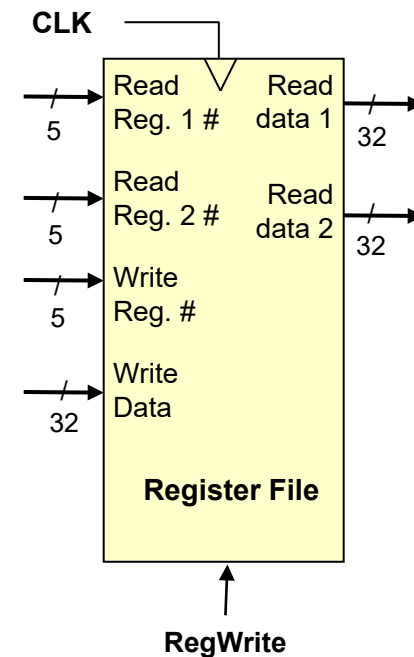 CLK
Read
Reg. 1 #
5
Read
data 1
32
Read
Reg. 2 #
5
Read
data 2
32
Write
Reg. #
5
Write
Data
32
Register File
RegWrite